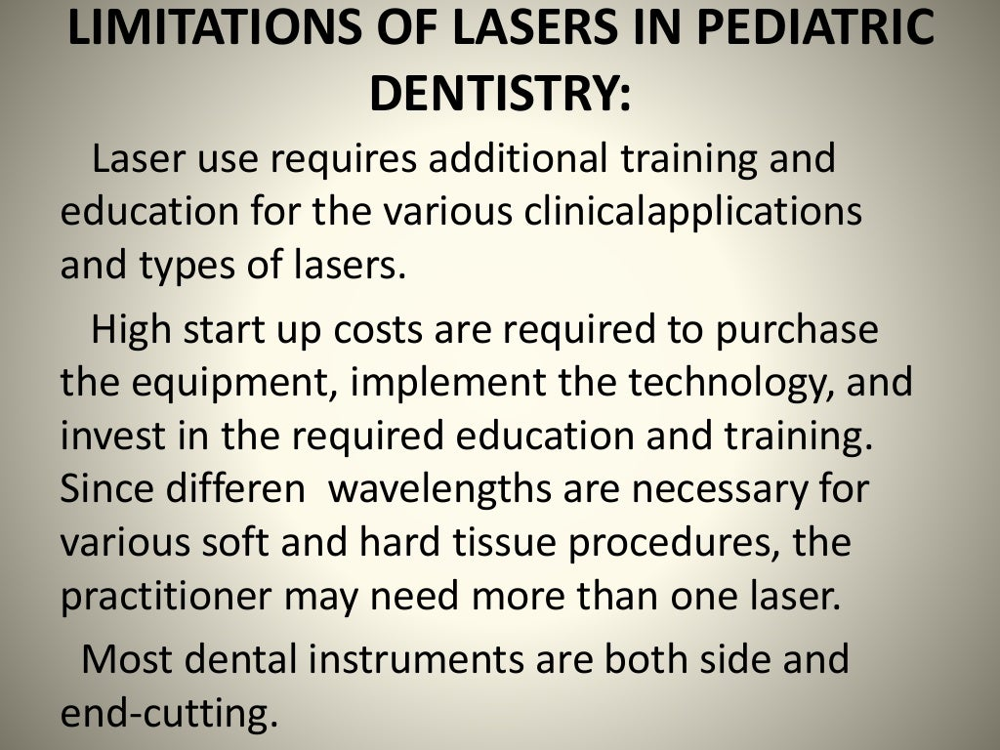 LIMITATIONS OF LASERS IN PEDIATRIC
DENTISTRY:
Laser use requires additional training and
education for the various clinicalapplications
and types of lasers.
High start up costs are required to purchase
the equipment, implement the technology, and
invest in the required education and training.
Since differen  wavelengths are necessary for
various soft and hard tissue procedures, the
practitioner may need more than one laser.
Most dental instruments are both side and
end-cutting.